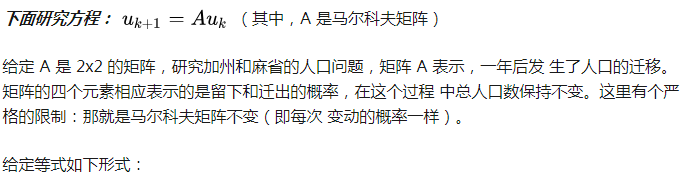 下面研究方程： u_{k+1} = Au_k （其中，A 是马尔科夫矩阵）
给定 A 是 2x2 的矩阵，研究加州和麻省的人口问题，矩阵 A 表示，一年后发 生了人口的迁移。
矩阵的四个元素相应表示的是留下和迁出的概率，在这个过程 中总人口数保持不变。这里有个严
格的限制：那就是马尔科夫矩阵不变（即每次 变动的概率一样）。
给定等式如下形式：